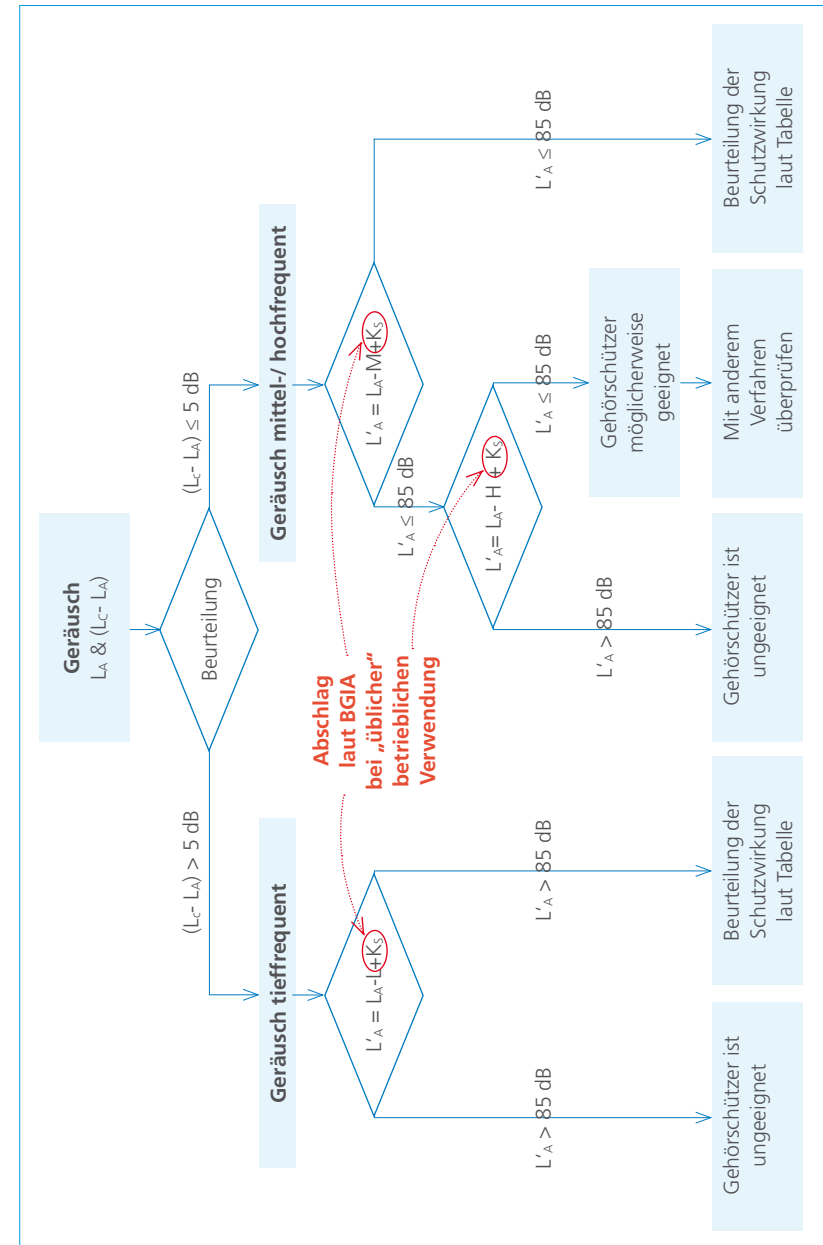 Geräusch
LA & (LC- LA)
Beurteilung
(LC- LA) > 5 dB
(LC- LA) ≤ 5 dB
Geräusch tieffrequent
Geräusch mittel-/ hochfrequent
Abschlag
laut BGIA
bei „üblicher“
betrieblichen
Verwendung
L'A = LA-L+KS
L'A = LA-M+KS
L'A > 85 dB
L'A > 85 dB
L'A ≤ 85 dB
L'A ≤ 85 dB
L'A= LA- H + KS
L'A > 85 dB
L'A ≤ 85 dB
Gehörschützer
möglicherweise
geeignet
Gehörschützer ist
ungeeignet
Beurteilung der
Schutzwirkung
laut Tabelle
Gehörschützer ist
ungeeignet
Mit anderem
Verfahren
überprüfen
Beurteilung der
Schutzwirkung
laut Tabelle